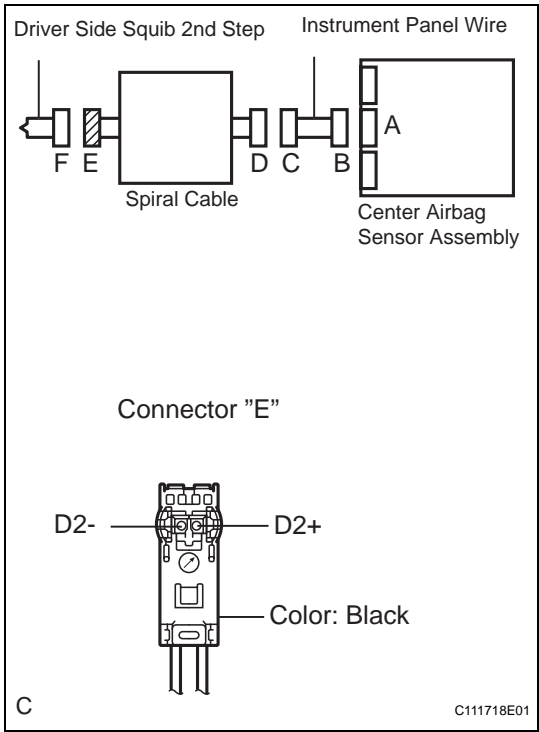 Driver Side Squib 2nd Step
Instrument Panel Wire
A
F
E
D
C
B
Spiral Cable
Center Airbag
Sensor Assembly
Connector ”E”
D2-
D2+
Color: Black
C
C111718E01